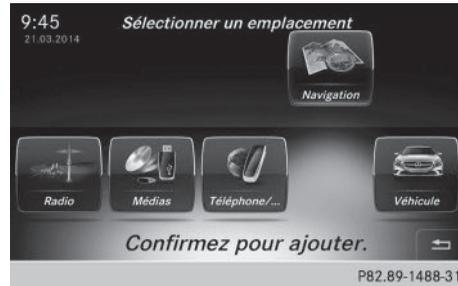 9:45
21.03.2014
Sélectionner un emplacement
Navigation
Radio
Médias
Téléphone/...
Véhicule
Confirmez pour ajouter.
P82.89-1488-31